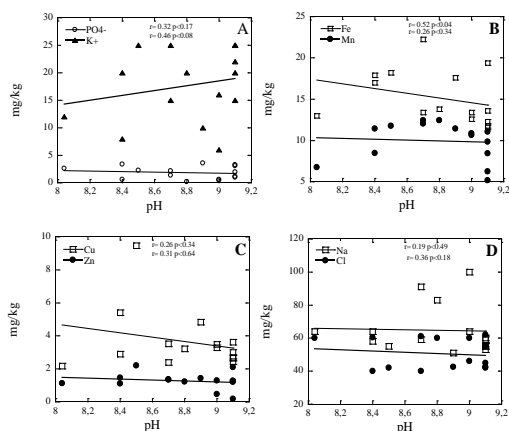 A
PO4-
K+
r= 0.32 p<0.17
r= 0.46 p<0.08
mg/kg
30
25
20
15
10
5
0
8 8,2 8,4 8,6 8,8 9 9,2
pH
B
Fe
Mn
r= 0.52 p<0.04
r= 0.26 p<0.34
mg/kg
25
20
15
10
5
8 8,2 8,4 8,6 8,8 9 9,2
pH
C
Cu
Zn
r= 0.26 p<0.34
r= 0.31 p<0.64
mg/kg
10
8
6
4
2
0
8 8,2 8,4 8,6 8,8 9 9,2
pH
D
Na
Cl
r= 0.19 p<0.49
r= 0.36 p<0.18
mg/kg
120
100
80
60
40
20
8 8,2 8,4 8,6 8,8 9 9,2
pH